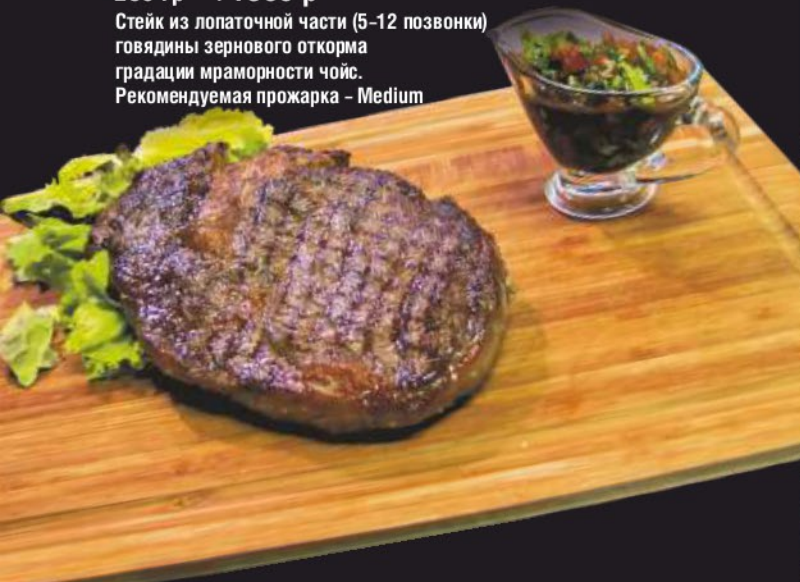 Стейк из лопаточной части (5-12 позвонки)
говядины зернового откорма
градации мраморности чойс.
Рекомендуемая прожарка – Medium